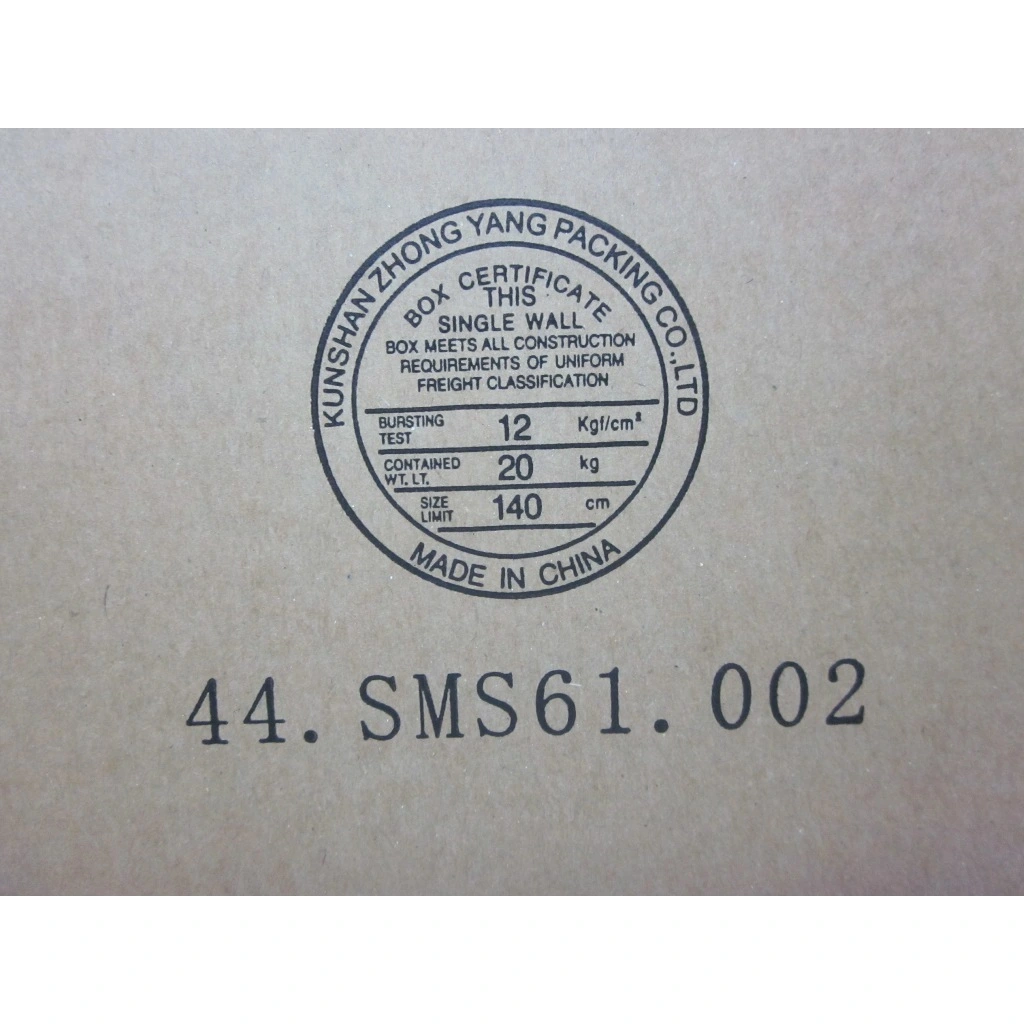 KUNSHAN ZHONG YANG PACKING CO.,LTD
BOX CERTIFICATE
THIS
SINGLE WALL
BOX MEETS ALL CONSTRUCTION
REQUIREMENTS OF UNIFORM
FREIGHT CLASSIFICATION
BURSTING TEST 12 Kgf/cm²
CONTAINED WT. LT. 20 kg
SIZE LIMIT 140 cm
MADE IN CHINA
44.SMS61.002